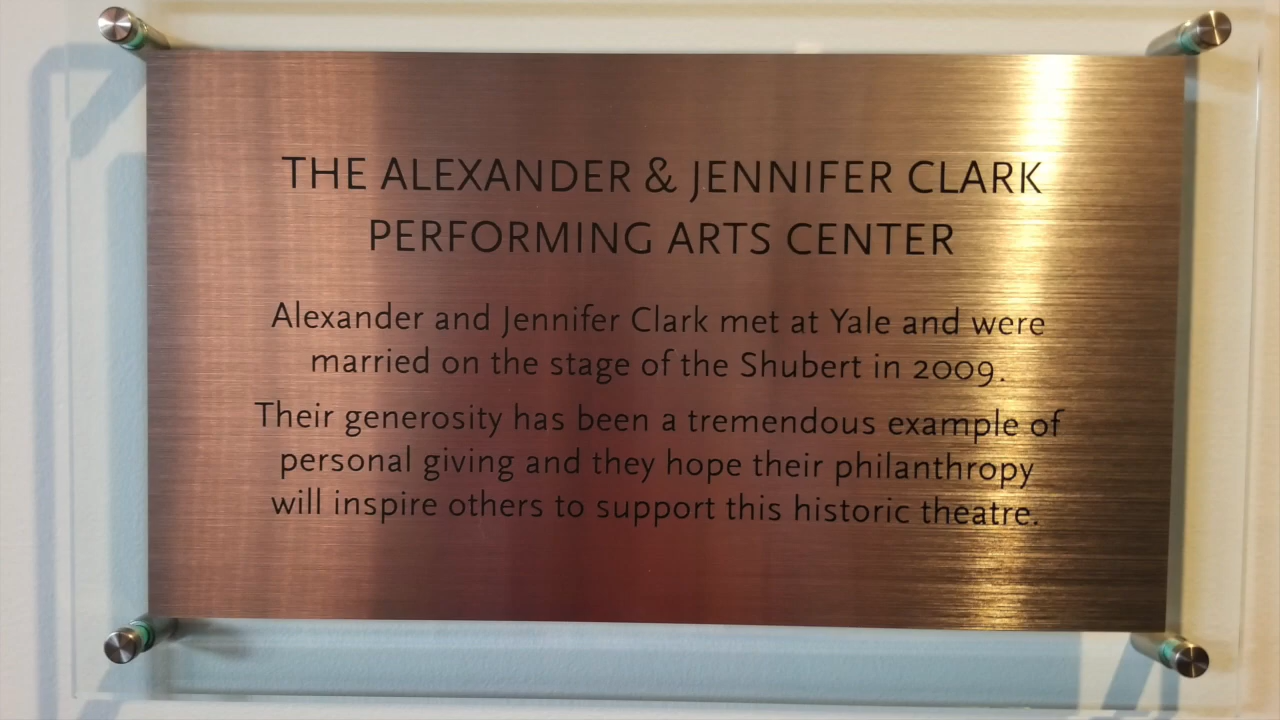 THE ALEXANDER & JENNIFER CLARK
PERFORMING ARTS CENTER
Alexander and Jennifer Clark met at Yale and were
married on the stage of the Shubert in 2009.
Their generosity has been a tremendous example of
personal giving and they hope their philanthropy
will inspire others to support this historic theatre.